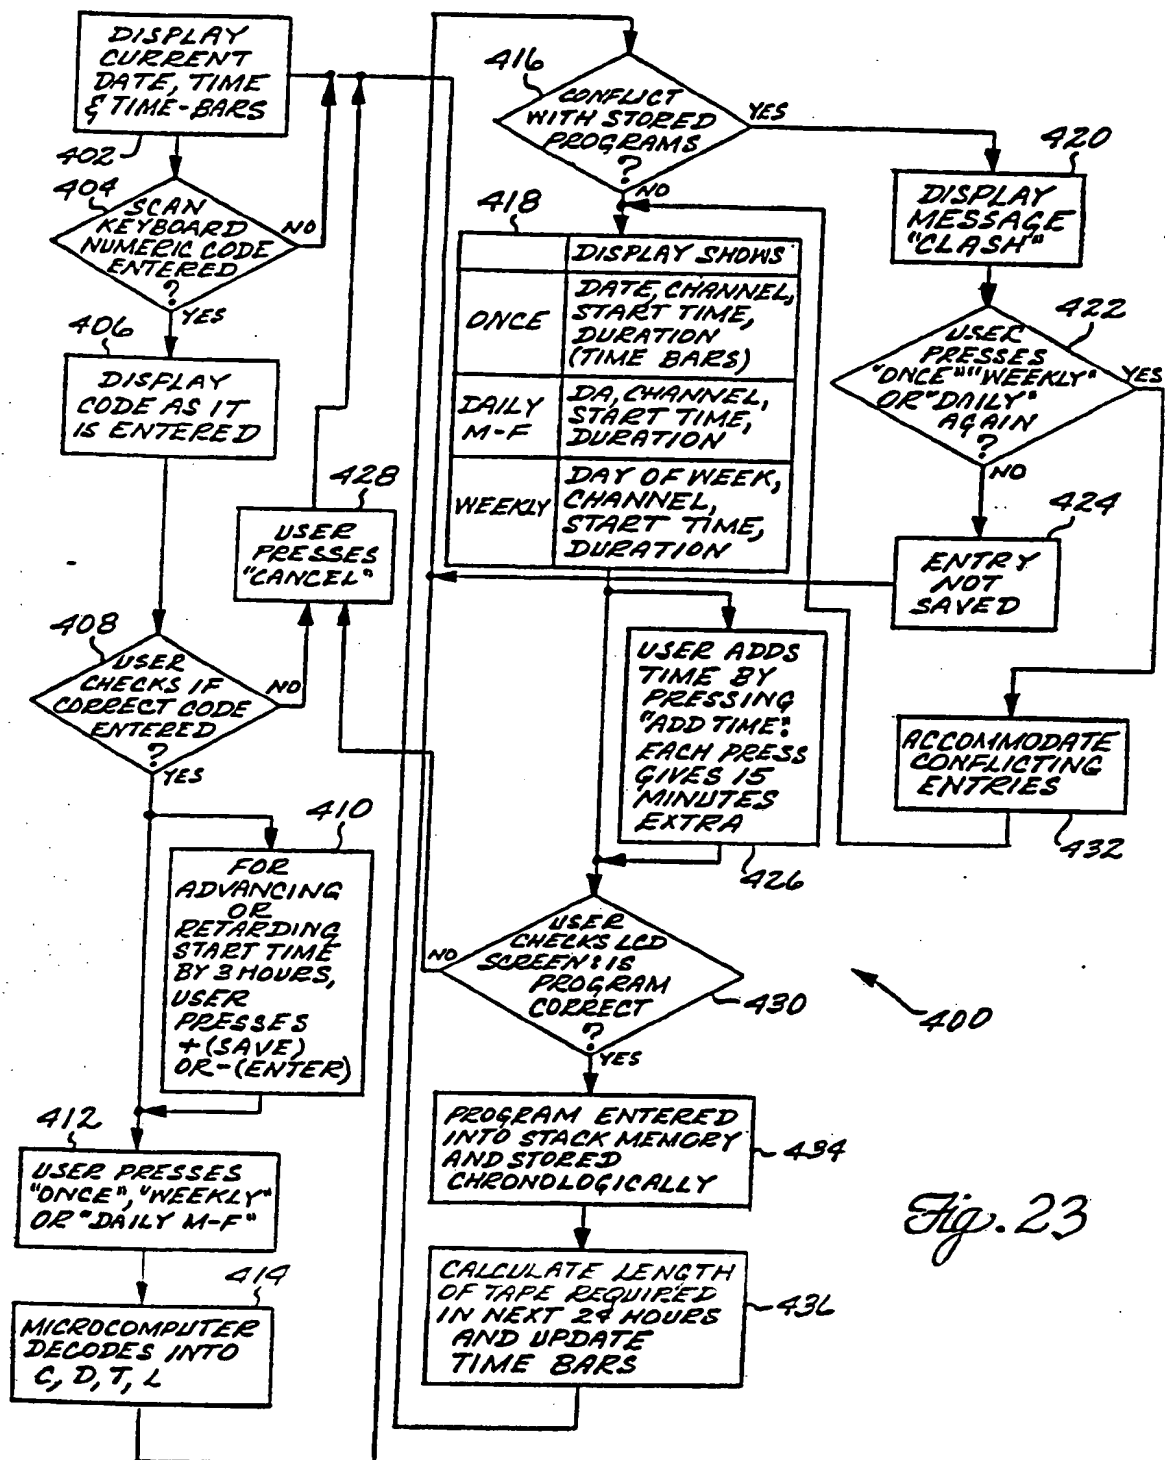 DISPLAY
CURRENT
DATE, TIME
& TIME-BARS
402
404
SCAN
KEYBOARD
NUMERIC CODE
ENTERED
?
NO
YES
406
DISPLAY
CODE AS IT
IS ENTERED
428
USER
PRESSES
"CANCEL"
408
USER
CHECKS IF
CORRECT CODE
ENTERED
?
NO
YES
410
FOR
ADVANCING
OR
RETARDING
START TIME
BY 3 HOURS,
USER
PRESSES
+(SAVE)
OR-(ENTER)
412
USER PRESSES
"ONCE", "WEEKLY"
OR "DAILY M-F"
414
MICROCOMPUTER
DECODES INTO
C, D, T, L
416
CONFLICT
WITH STORED
PROGRAMS
?
YES
NO
418
DISPLAY SHOWS
ONCE
DATE, CHANNEL,
START TIME,
DURATION
(TIME BARS)
DAILY
M-F
DA, CHANNEL,
START TIME,
DURATION
WEEKLY
DAY OF WEEK,
CHANNEL,
START TIME,
DURATION
420
DISPLAY
MESSAGE
"CLASH"
422
USER
PRESSES
"ONCE" "WEEKLY"
OR "DAILY"
AGAIN
?
YES
NO
424
ENTRY
NOT
SAVED
USER ADDS
TIME BY
PRESSING
"ADD TIME".
EACH PRESS
GIVES 15
MINUTES
EXTRA
426
ACCOMMODATE
CONFLICTING
ENTRIES
432
USER
CHECKS LCD
SCREEN: IS
PROGRAM
CORRECT
?
NO
YES
430
400
PROGRAM ENTERED
INTO STACK MEMORY
AND STORED
CHRONOLOGICALLY
434
CALCULATE LENGTH
OF TAPE REQUIRED
IN NEXT 24 HOURS
AND UPDATE
TIME BARS
436
Fig. 23